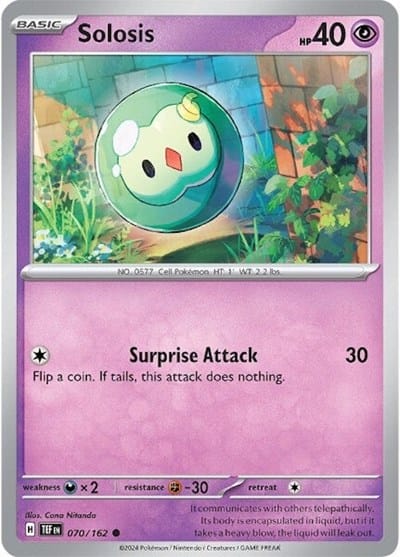 BASIC
Solosis
HP 40
NO. 0577 Cell Pokémon HT: 1' WT: 2.2 lbs.
Surprise Attack 30
Flip a coin. If tails, this attack does nothing.
weakness ×2 resistance -30 retreat
Illus. Cona Nitanda
H TEF EN 070/162
It communicates with others telepathically.
Its body is encapsulated in liquid, but if it
takes a heavy blow, the liquid will leak out.
©2024 Pokémon / Nintendo / Creatures / GAME FREAK